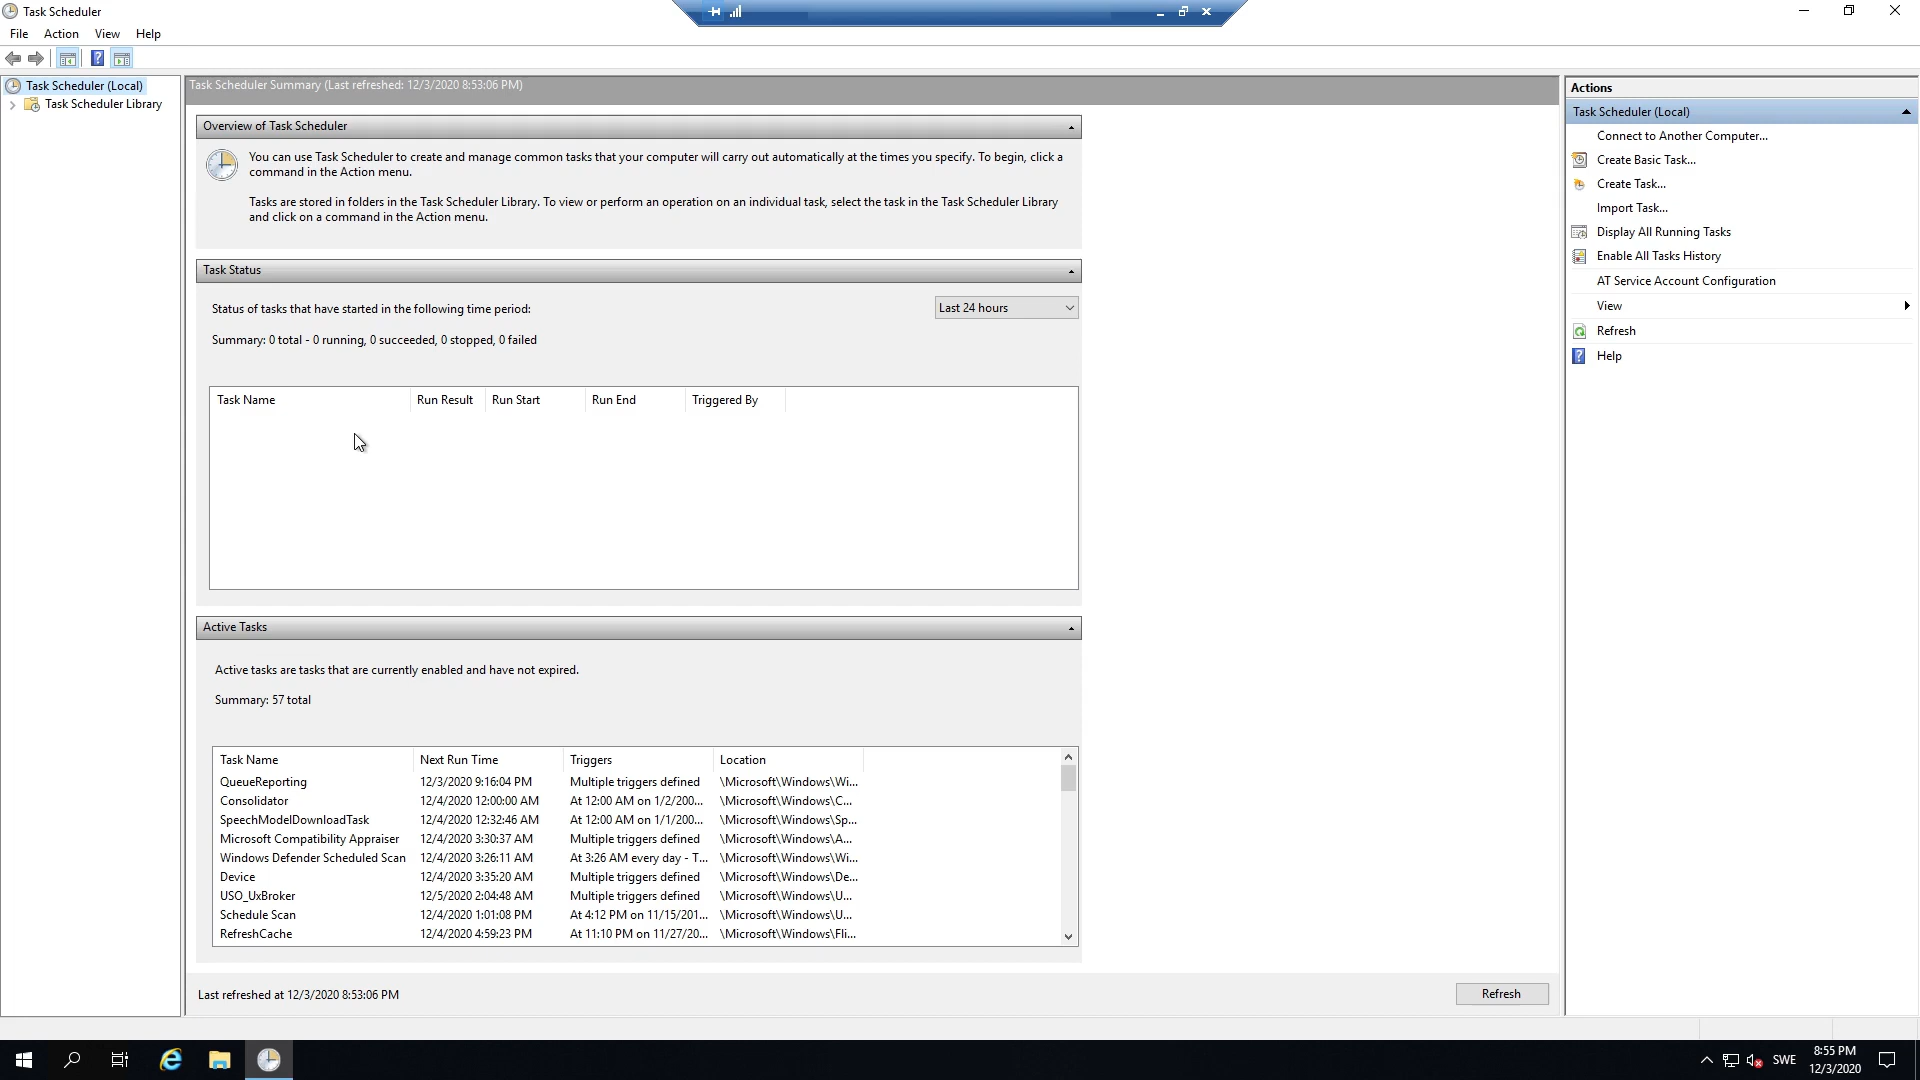 Task Scheduler
File Action View Help
Task Scheduler (Local)
Task Scheduler Library
Task Scheduler Summary (Last refreshed: 12/3/2020 8:53:06 PM)
Overview of Task Scheduler
You can use Task Scheduler to create and manage common tasks that your computer will carry out automatically at the times you specify. To begin, click a
command in the Action menu.
Tasks are stored in folders in the Task Scheduler Library. To view or perform an operation on an individual task, select the task in the Task Scheduler Library
and click on a command in the Action menu.
Task Status
Status of tasks that have started in the following time period:
Last 24 hours
Summary: 0 total - 0 running, 0 succeeded, 0 stopped, 0 failed
Task Name Run Result Run Start Run End Triggered By
Active Tasks
Active tasks are tasks that are currently enabled and have not expired.
Summary: 57 total
Task Name Next Run Time Triggers Location
QueueReporting 12/3/2020 9:16:04 PM Multiple triggers defined \Microsoft\Windows\Wi...
Consolidator 12/4/2020 12:00:00 AM At 12:00 AM on 1/2/200... \Microsoft\Windows\C...
SpeechModelDownloadTask 12/4/2020 12:32:46 AM At 12:00 AM on 1/1/200... \Microsoft\Windows\Sp...
Microsoft Compatibility Appraiser 12/4/2020 3:30:37 AM Multiple triggers defined \Microsoft\Windows\A...
Windows Defender Scheduled Scan 12/4/2020 3:26:11 AM At 3:26 AM every day - T... \Microsoft\Windows\Wi...
Device 12/4/2020 3:35:20 AM Multiple triggers defined \Microsoft\Windows\De...
USO_UxBroker 12/5/2020 2:04:48 AM Multiple triggers defined \Microsoft\Windows\U...
Schedule Scan 12/4/2020 1:01:08 PM At 4:12 PM on 11/15/201... \Microsoft\Windows\U...
RefreshCache 12/4/2020 4:59:23 PM At 11:10 PM on 11/27/20... \Microsoft\Windows\Fli...
Last refreshed at 12/3/2020 8:53:06 PM
Refresh
Actions
Task Scheduler (Local)
Connect to Another Computer...
Create Basic Task...
Create Task...
Import Task...
Display All Running Tasks
Enable All Tasks History
AT Service Account Configuration
View
Refresh
Help
SWE
8:55 PM
12/3/2020